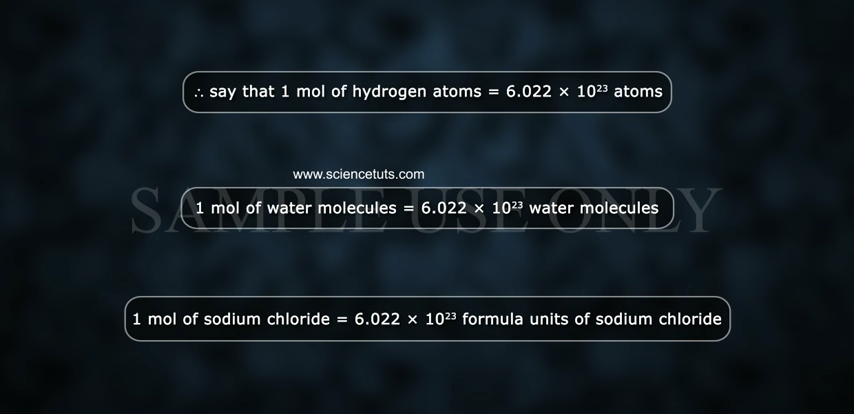 ∴ say that 1 mol of hydrogen atoms = 6.022 × 10²³ atoms
www.sciencetuts.com
SAMPLE USE ONLY
1 mol of water molecules = 6.022 × 10²³ water molecules
1 mol of sodium chloride = 6.022 × 10²³ formula units of sodium chloride